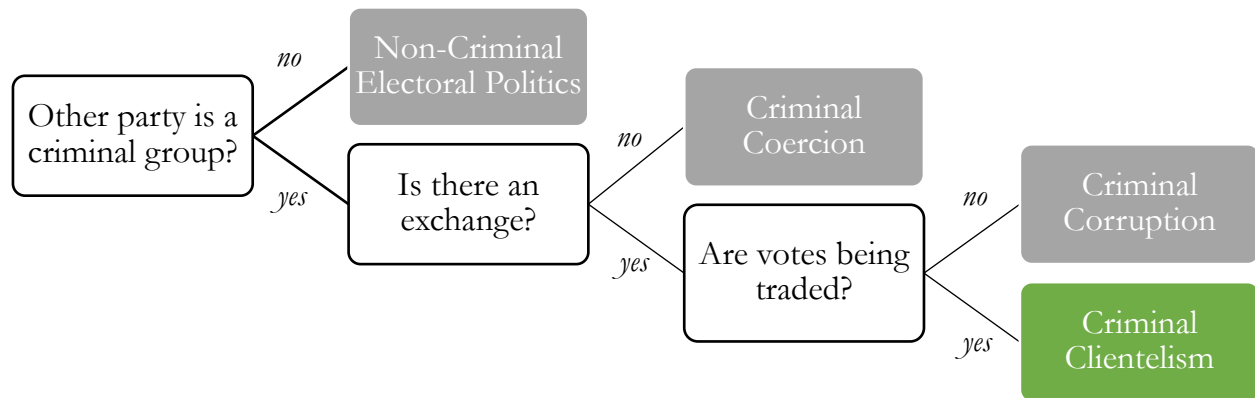 Other party is a
criminal group?
no
Non-Criminal
Electoral Politics
yes
Is there an
exchange?
no
Criminal
Coercion
yes
Are votes being
traded?
no
Criminal
Corruption
yes
Criminal
Clientelism